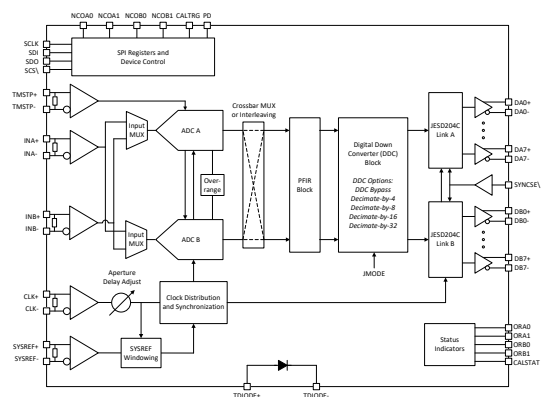 NCOA0 NCOA1 NCOB0 NCOB1 CALTRG PD
SCLK
SDI
SDO
SCS\
SPI Registers and
Device Control
TMSTP+
TMSTP-
INA+
INA-
Input
MUX
ADC A
Crossbar MUX
or Interleaving
Over-
range
INB+
INB-
Input
MUX
ADC B
PFIR
Block
Digital Down
Converter (DDC)
Block
DDC Options:
DDC Bypass
Decimate-by-4
Decimate-by-8
Decimate-by-16
Decimate-by-32
JMODE
JESD204C
Link A
JESD204C
Link B
DA0+
DA0-
DA7+
DA7-
SYNCSE\
DB0+
DB0-
DB7+
DB7-
CLK+
CLK-
Aperture
Delay Adjust
Clock Distribution
and Synchronization
SYSREF+
SYSREF-
SYSREF
Windowing
Status
Indicators
ORA0
ORA1
ORB0
ORB1
CALSTAT
TDIODE+
TDIODE-